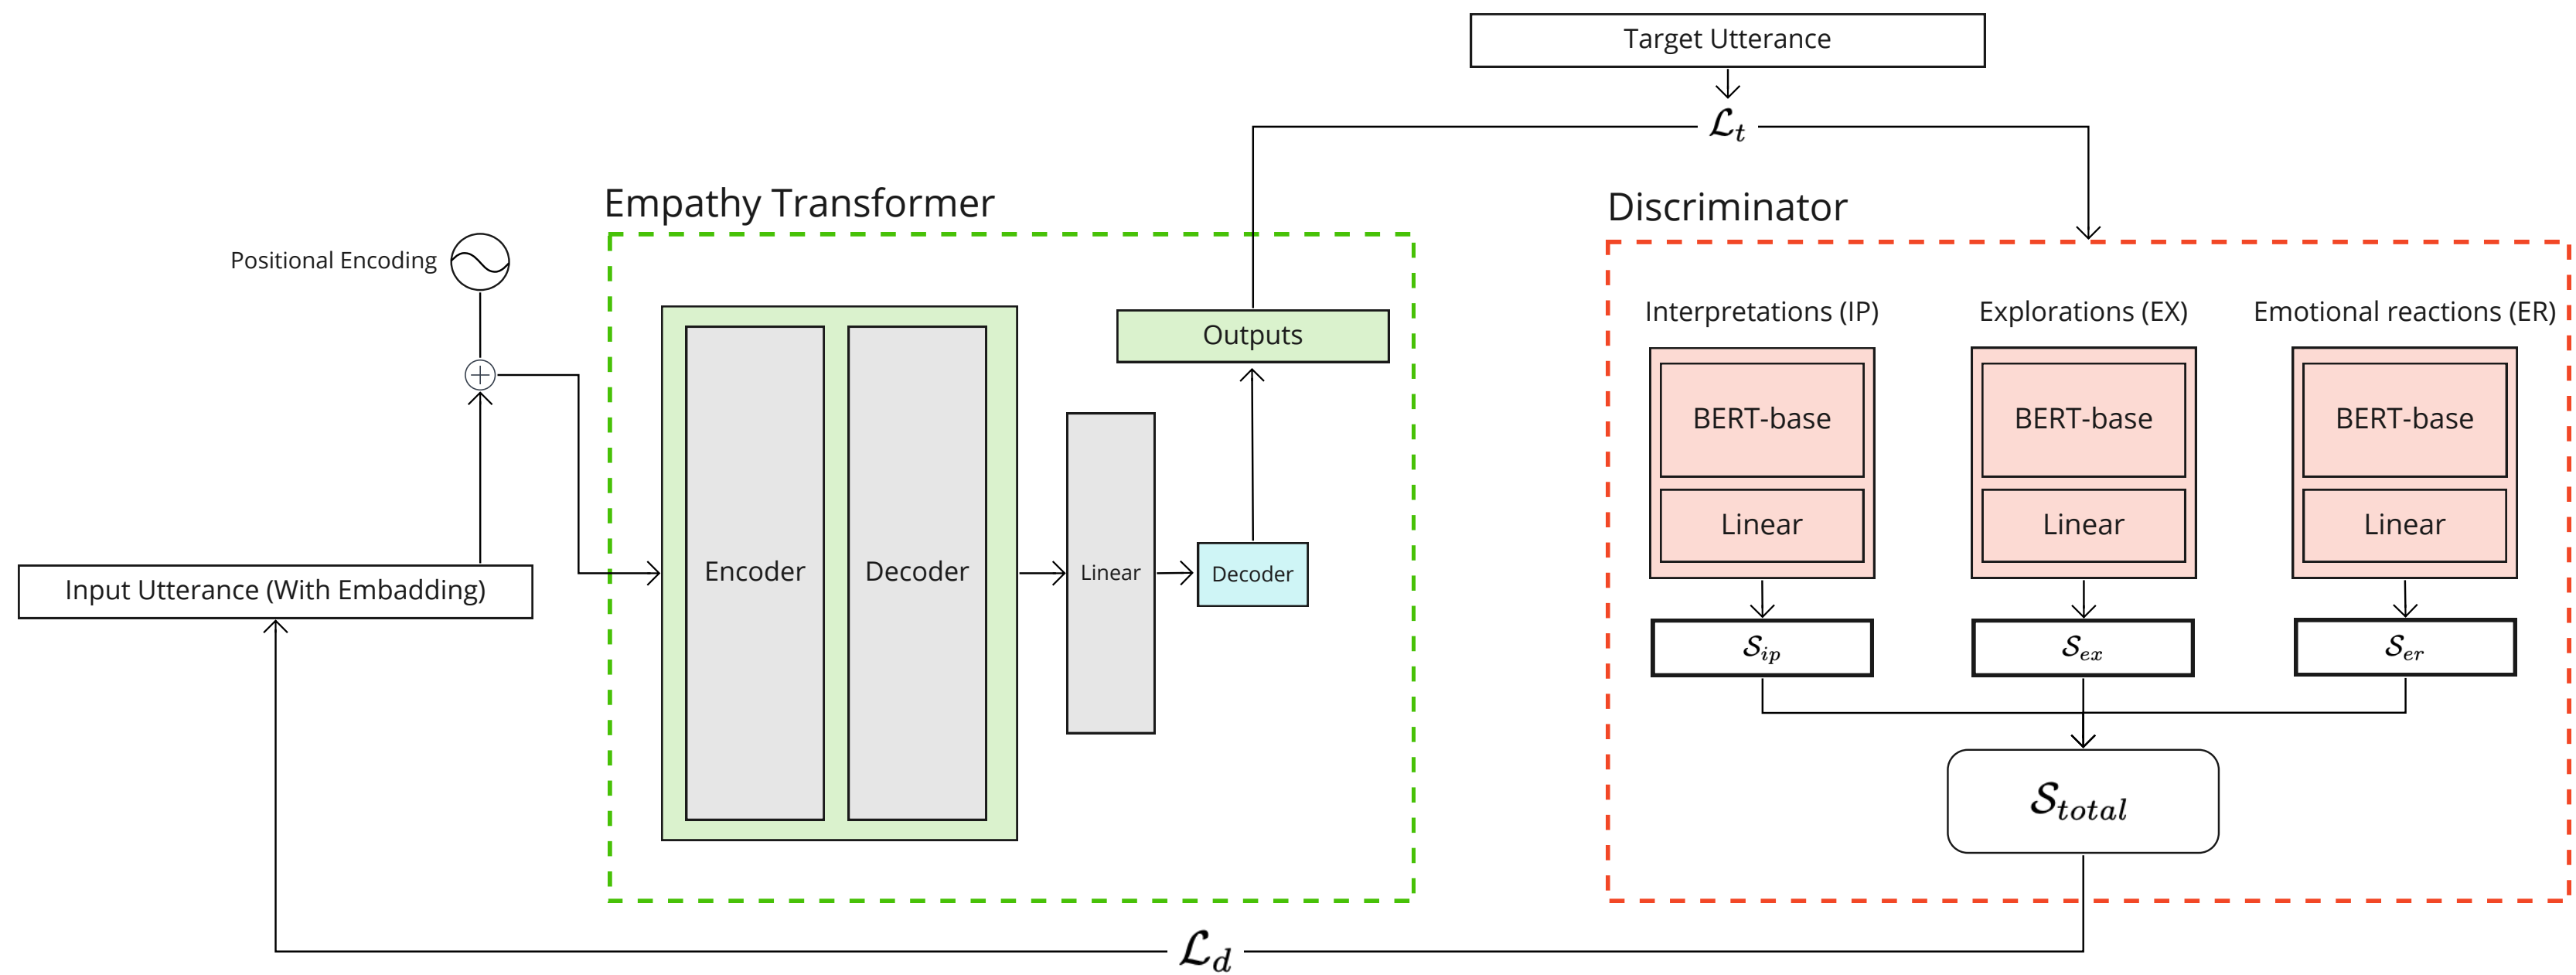 Target Utterance
ℒt
Empathy Transformer
Discriminator
Positional Encoding
Interpretations (IP)
Explorations (EX)
Emotional reactions (ER)
Outputs
BERT-base
BERT-base
BERT-base
Linear
Linear
Linear
Encoder
Decoder
Linear
Decoder
Input Utterance (With Embadding)
𝒮ip
𝒮ex
𝒮er
𝒮total
ℒd